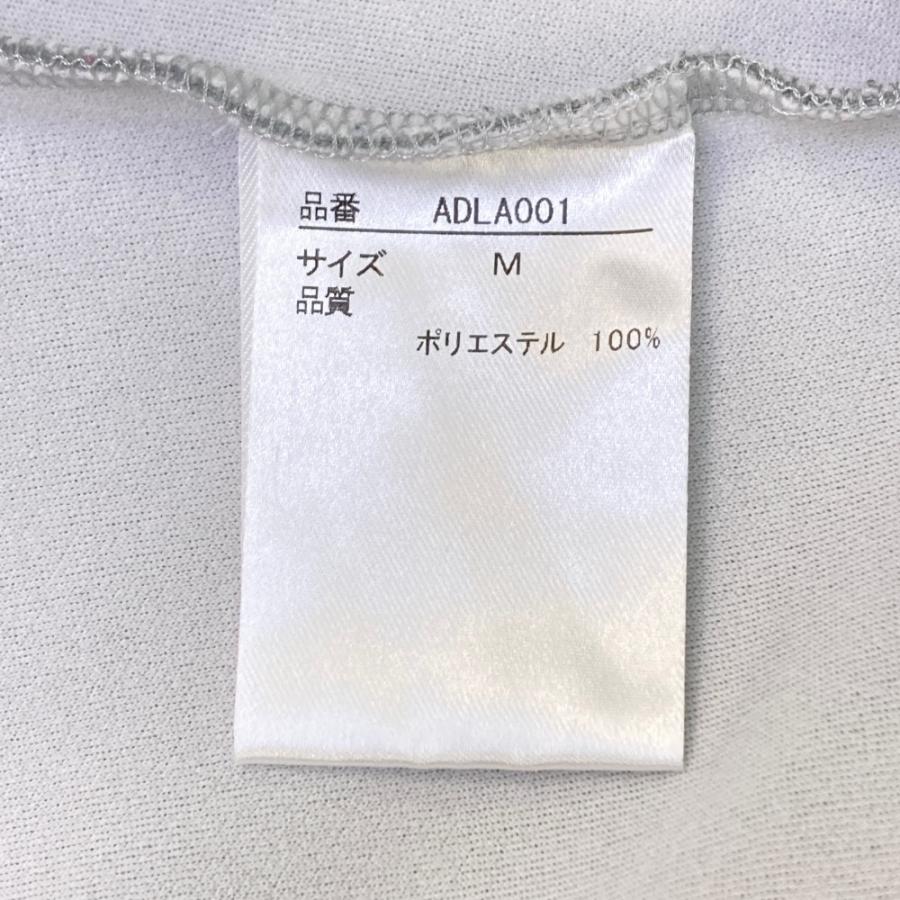 品番 ADLA001
サイズ M
品質
ポリエステル 100%